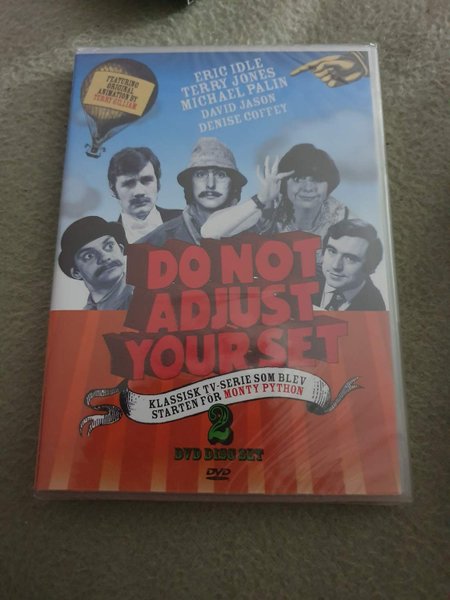 FEATURING
ORIGINAL
ANIMATION BY
TERRY GILLIAM
ERIC IDLE
TERRY JONES
MICHAEL PALIN
DAVID JASON
DENISE COFFEY
DO NOT
ADJUST
YOUR SET
KLASSISK TV-SERIE SOM BLEV
STARTEN FOR MONTY PYTHON
2
DVD DISC SET
DVD